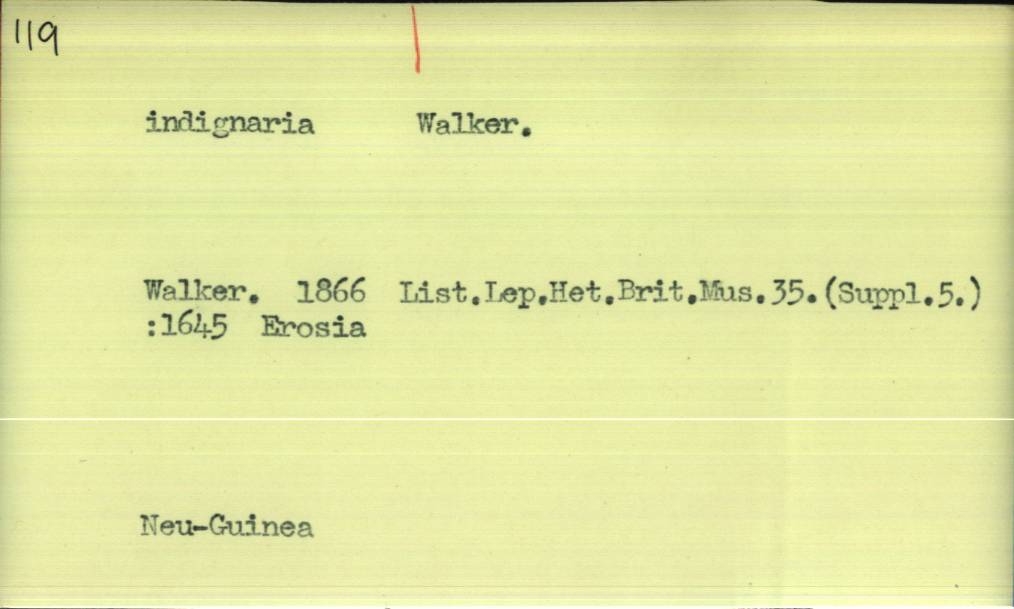 119
indignaria Walker.
Walker. 1866 List.Lep.Het.Brit.Mus.35.(Suppl.5.)
:1645 Erosia
Neu-Guinea